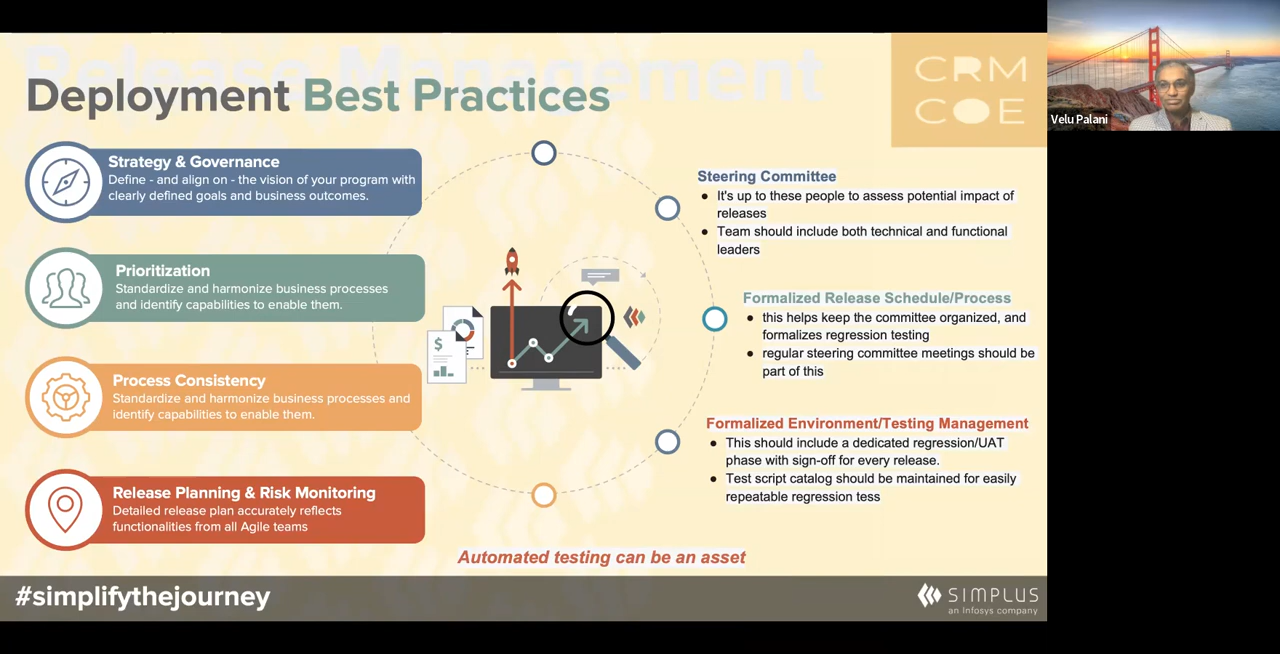 Release Management
Deployment Best Practices
CRM
COE
Velu Palani
Strategy & Governance
Define - and align on - the vision of your program with
clearly defined goals and business outcomes.
Prioritization
Standardize and harmonize business processes
and identify capabilities to enable them.
Process Consistency
Standardize and harmonize business processes and
identify capabilities to enable them.
Release Planning & Risk Monitoring
Detailed release plan accurately reflects
functionalities from all Agile teams
$
Steering Committee
● It's up to these people to assess potential impact of
releases
● Team should include both technical and functional
leaders
Formalized Release Schedule/Process
● this helps keep the committee organized, and
formalizes regression testing
● regular steering committee meetings should be
part of this
Formalized Environment/Testing Management
● This should include a dedicated regression/UAT
phase with sign-off for every release.
● Test script catalog should be maintained for easily
repeatable regression tess
Automated testing can be an asset
#simplifythejourney
SIMPLUS
an Infosys company